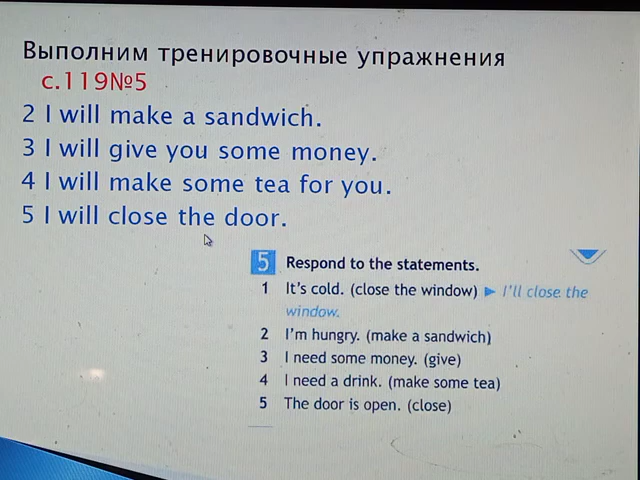 Выполним тренировочные упражнения
с.119№5
2 I will make a sandwich.
3 I will give you some money.
4 I will make some tea for you.
5 I will close the door.
5 Respond to the statements.
1 It's cold. (close the window) ► I'll close the
window.
2 I'm hungry. (make a sandwich)
3 I need some money. (give)
4 I need a drink. (make some tea)
5 The door is open. (close)